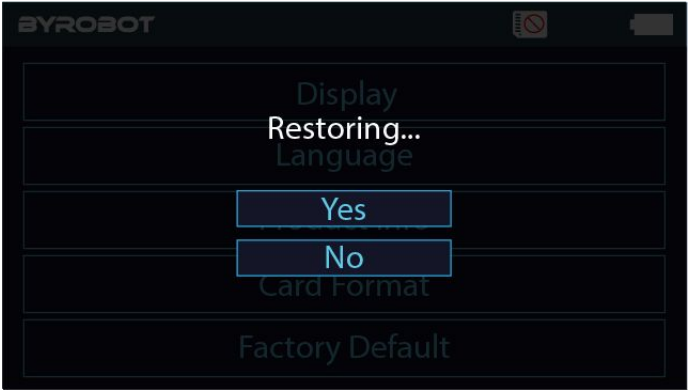 BYROBOT
Display
Restoring...
Language
Yes
No
Card Format
Factory Default